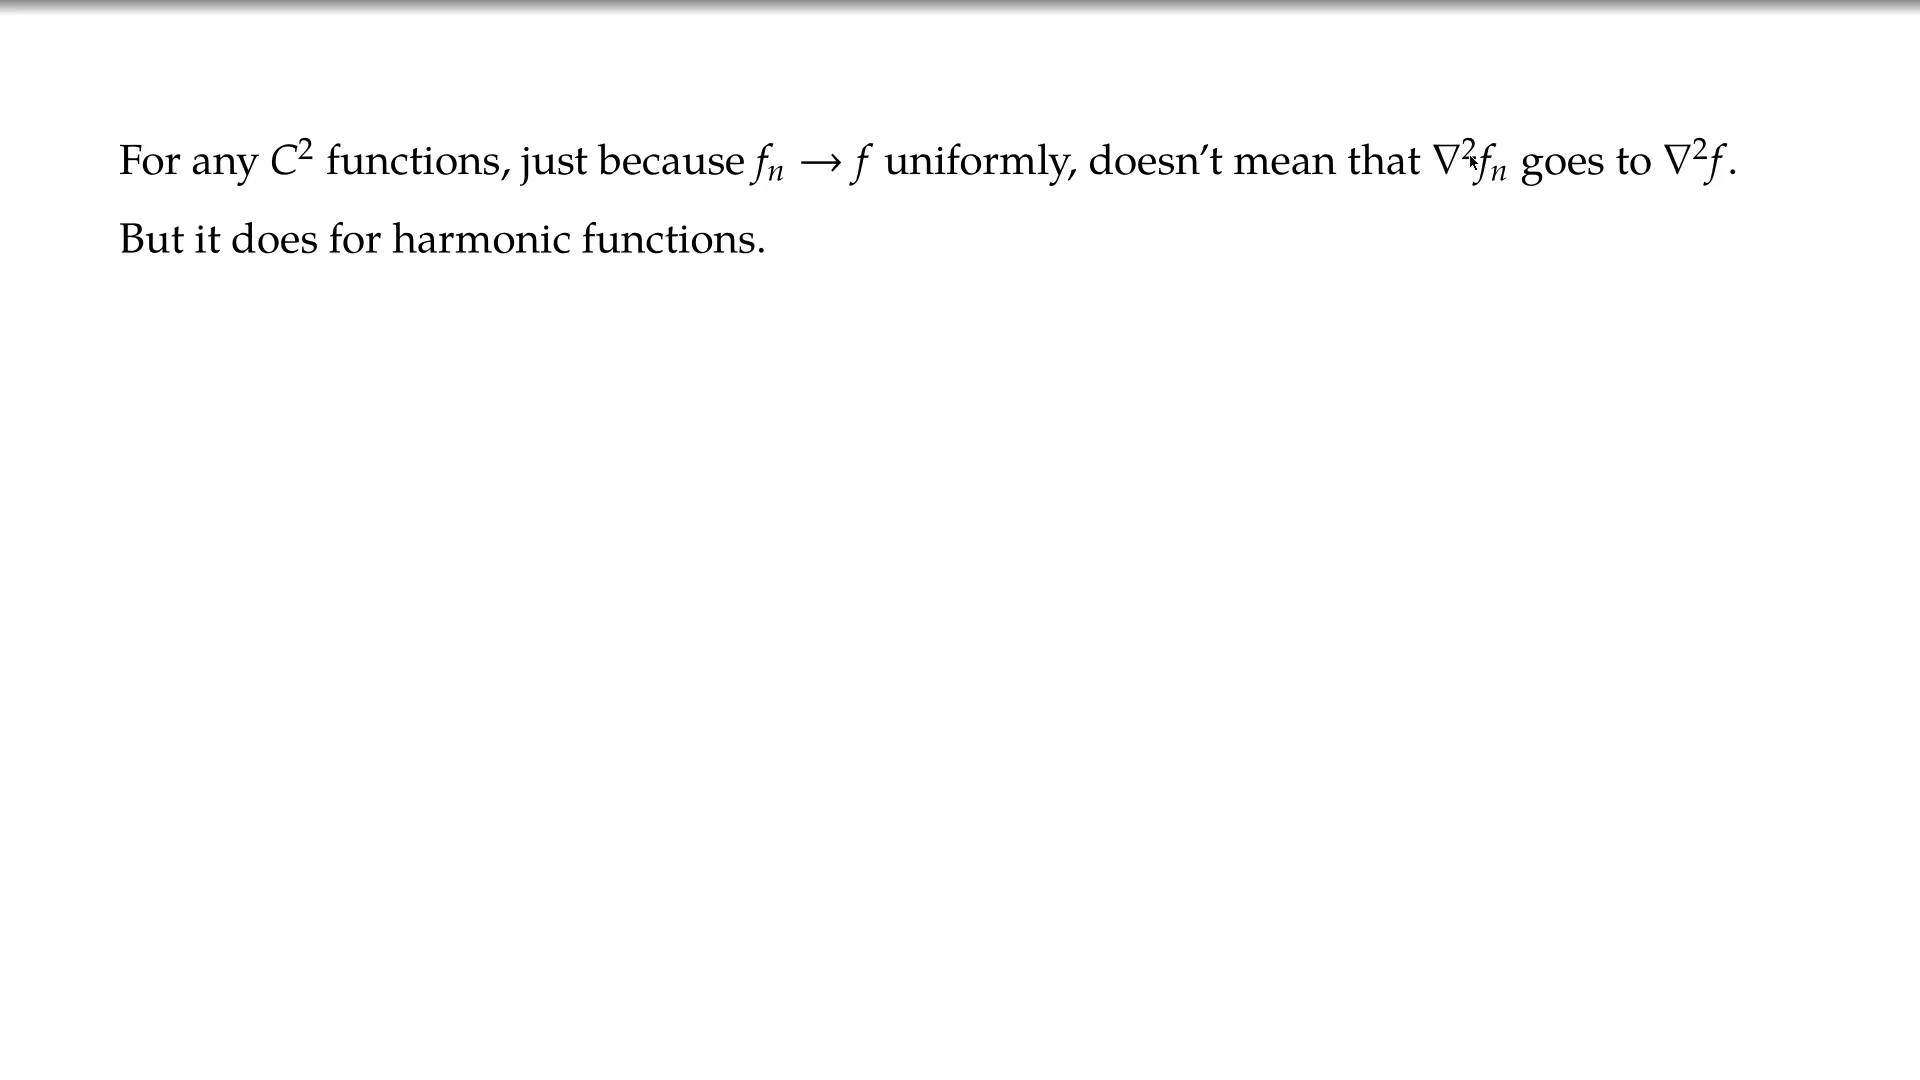 For any C² functions, just because fₙ → f uniformly, doesn’t mean that ∇²fₙ goes to ∇²f.
But it does for harmonic functions.